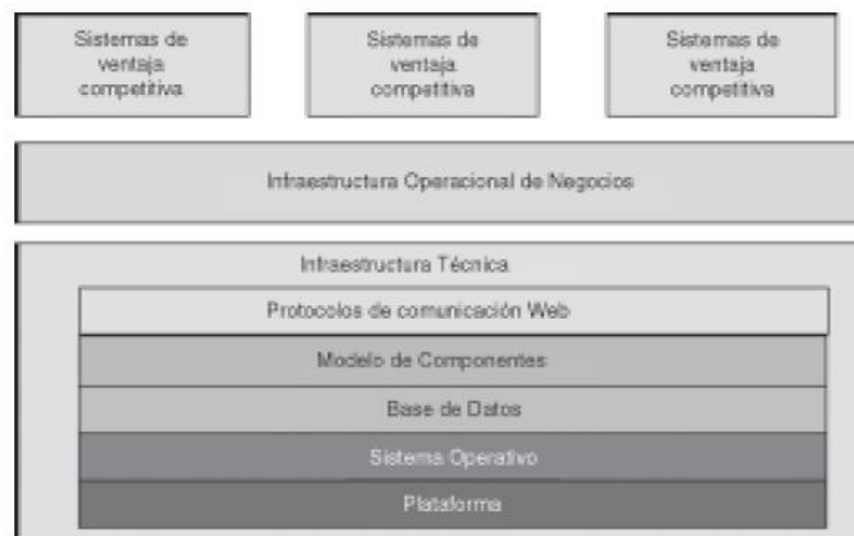 Sistemas de
ventaja
competitiva
Sistemas de
ventaja
competitiva
Sistemas de
ventaja
competitiva
Infraestructura Operacional de Negocios
Infraestructura Técnica
Protocolos de comunicación Web
Modelo de Componentes
Base de Datos
Sistema Operativo
Plataforma